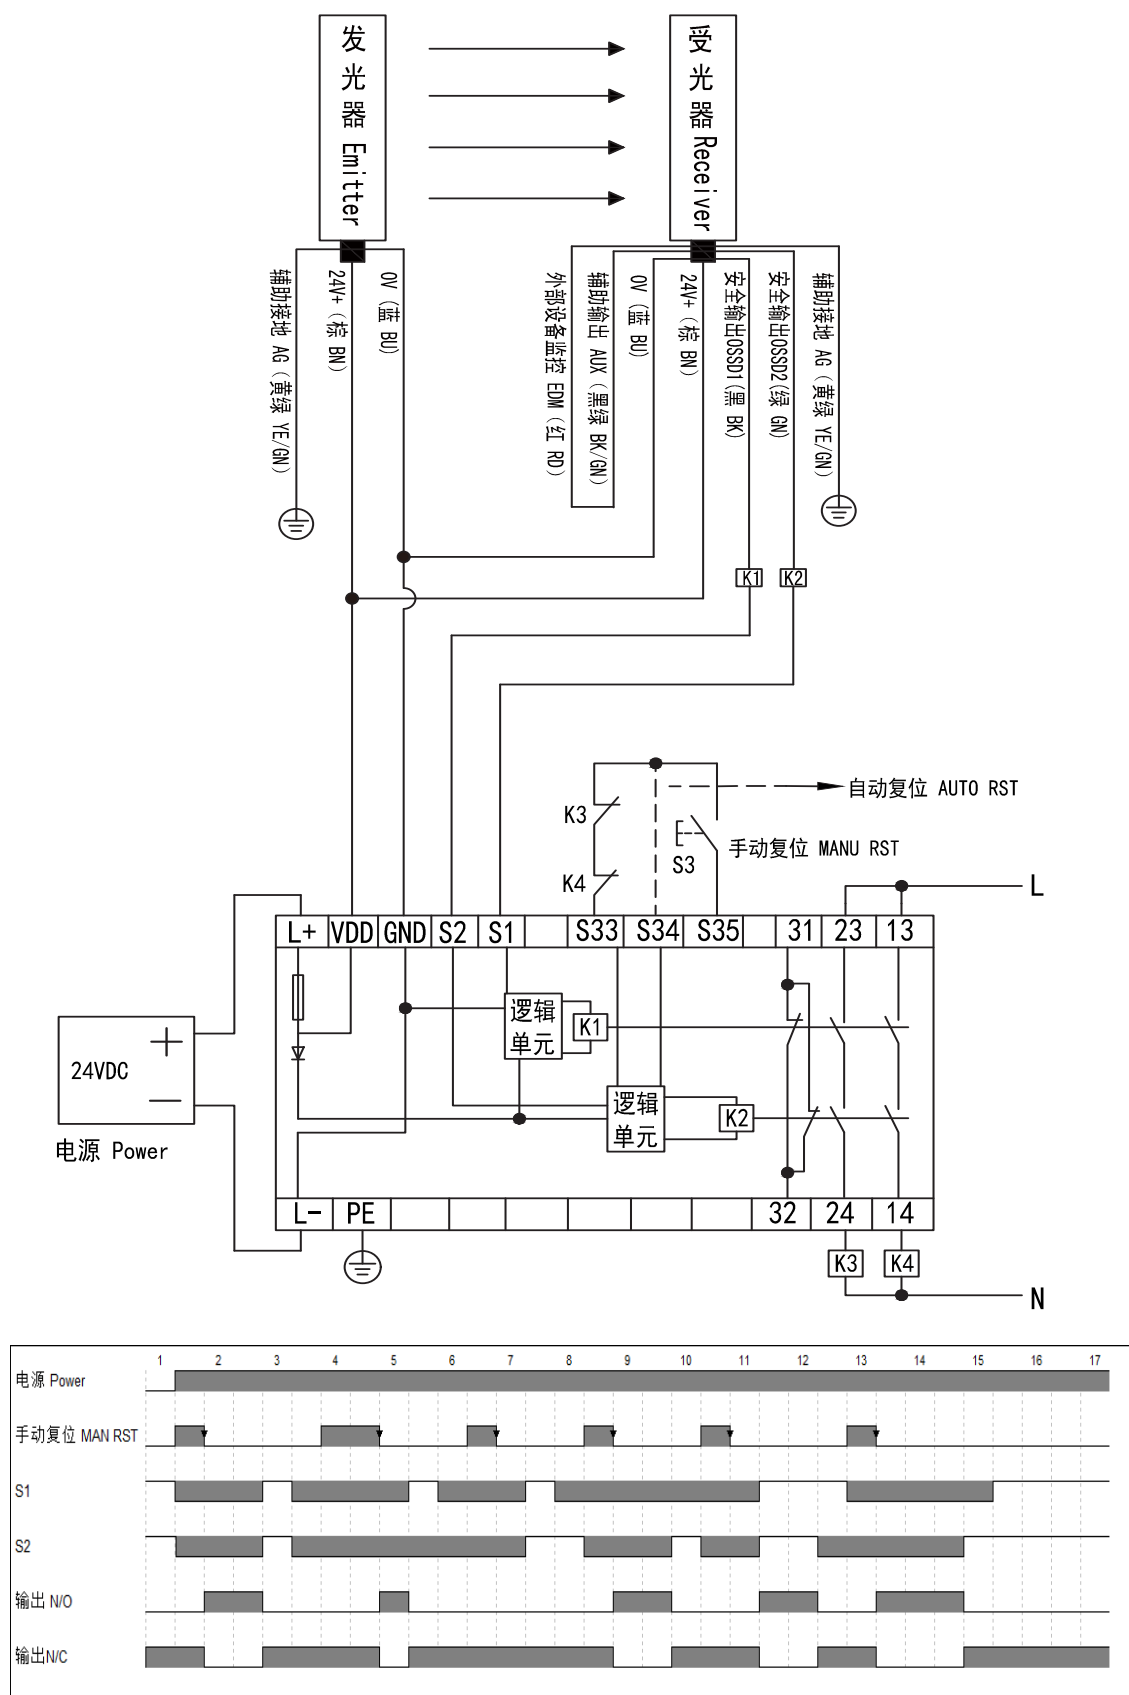 发光器 Emitter
受光器 Receiver
辅助接地 AG（黄绿 YE/GN）
24V+（棕 BN）
0V（蓝 BU）
外部设备监控 EDM（红 RD）
辅助输出 AUX（黑绿 BK/GN）
0V（蓝 BU）
24V+（棕 BN）
安全输出OSSD1(黑 BK)
安全输出OSSD2(绿 GN)
辅助接地 AG（黄绿 YE/GN）
K1 K2
自动复位 AUTO RST
K3
手动复位 MANU RST
S3
K4
L
L+ VDD GND S2 S1 S33 S34 S35 31 23 13
逻辑
单元
K1
24VDC
逻辑
单元
K2
电源 Power
L- PE 32 24 14
K3 K4
N
1 2 3 4 5 6 7 8 9 10 11 12 13 14 15 16 17
电源 Power
手动复位 MAN RST
S1
S2
输出 N/O
输出N/C